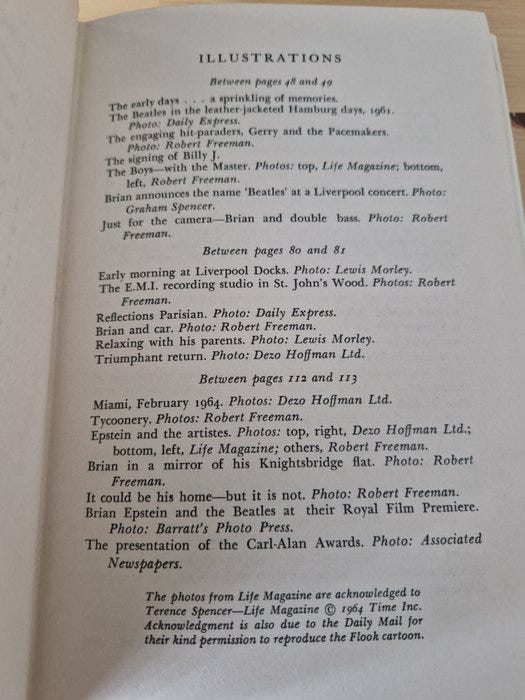 ILLUSTRATIONS
Between pages 48 and 49
The early days . . . a sprinkling of memories.
The Beatles in the leather-jacketed Hamburg days, 1961.
Photo: Daily Express.
The engaging hit-paraders, Gerry and the Pacemakers.
Photo: Robert Freeman.
The signing of Billy J.
The Boys—with the Master. Photos: top, Life Magazine; bottom,
left, Robert Freeman.
Brian announces the name 'Beatles' at a Liverpool concert. Photo:
Graham Spencer.
Just for the camera—Brian and double bass. Photo: Robert
Freeman.
Between pages 80 and 81
Early morning at Liverpool Docks. Photo: Lewis Morley.
The E.M.I. recording studio in St. John's Wood. Photos: Robert
Freeman.
Reflections Parisian. Photo: Daily Express.
Brian and car. Photo: Robert Freeman.
Relaxing with his parents. Photo: Lewis Morley.
Triumphant return. Photo: Dezo Hoffman Ltd.
Between pages 112 and 113
Miami, February 1964. Photos: Dezo Hoffman Ltd.
Tycoonery. Photos: Robert Freeman.
Epstein and the artistes. Photos: top, right, Dezo Hoffman Ltd.;
bottom, left, Life Magazine; others, Robert Freeman.
Brian in a mirror of his Knightsbridge flat. Photo: Robert
Freeman.
It could be his home—but it is not. Photo: Robert Freeman.
Brian Epstein and the Beatles at their Royal Film Premiere.
Photo: Barratt's Photo Press.
The presentation of the Carl-Alan Awards. Photo: Associated
Newspapers.
The photos from Life Magazine are acknowledged to
Terence Spencer—Life Magazine © 1964 Time Inc.
Acknowledgment is also due to the Daily Mail for
their kind permission to reproduce the Flook cartoon.